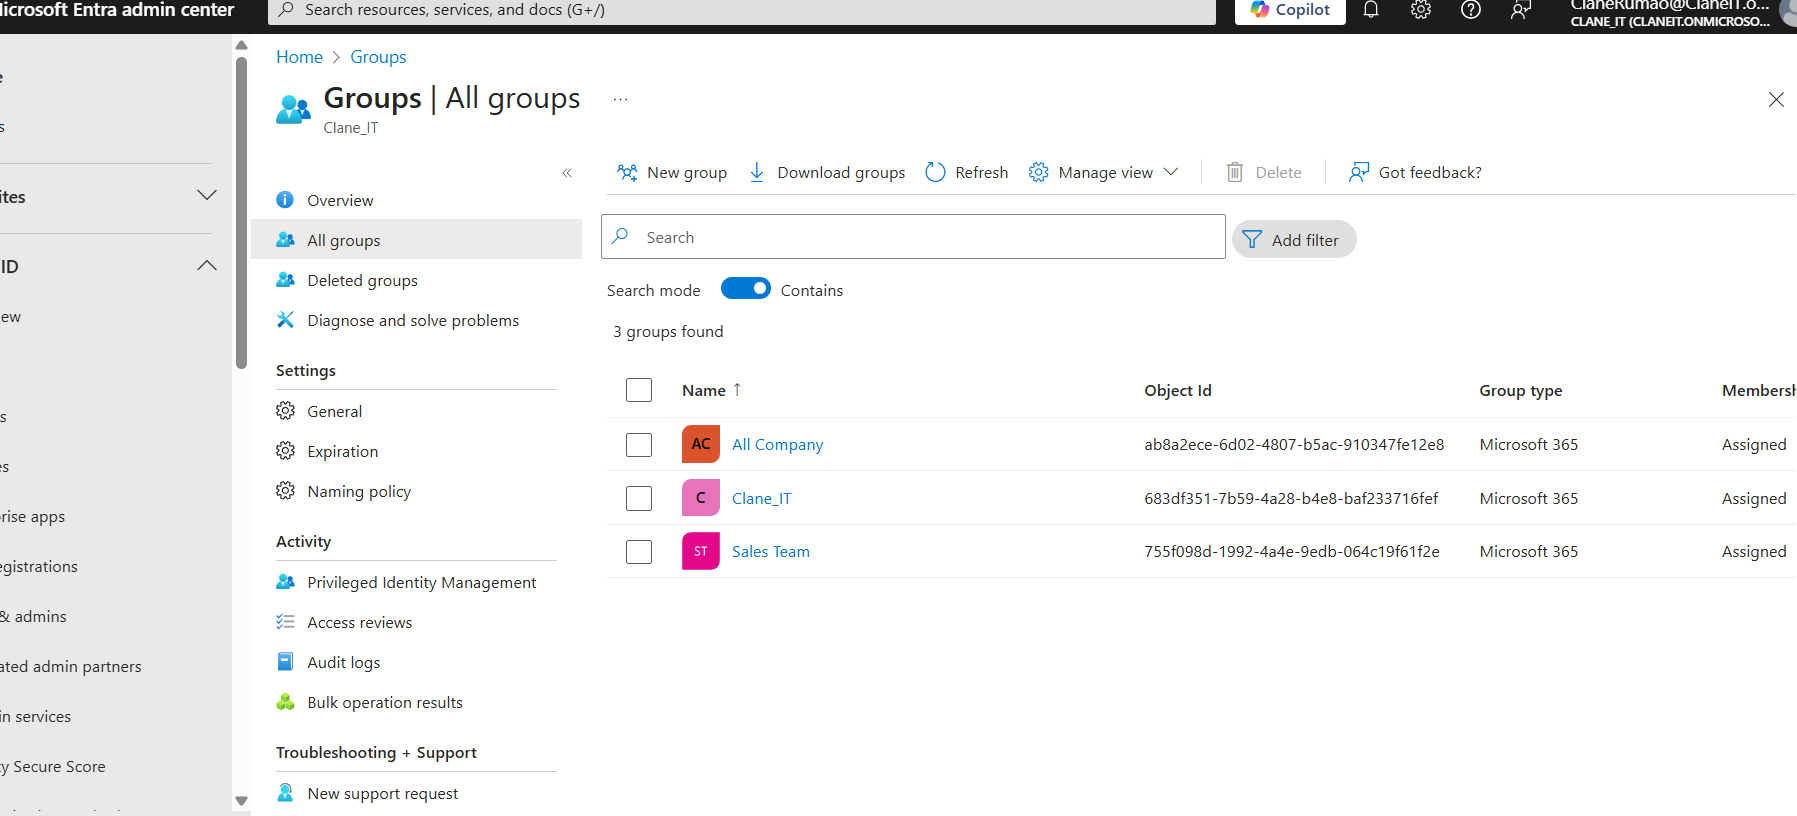 icrosoft Entra admin center
Search resources, services, and docs (G+/)
Copilot
ClaneRumao@ClaneIT.o...
CLANE_IT (CLANEIT.ONMICROSO...
e
s
ites
ID
ew
s
es
rise apps
egistrations
& admins
ated admin partners
in services
y Secure Score
Home > Groups
Groups | All groups ...
Clane_IT
«
Overview
All groups
Deleted groups
Diagnose and solve problems
Settings
General
Expiration
Naming policy
Activity
Privileged Identity Management
Access reviews
Audit logs
Bulk operation results
Troubleshooting + Support
New support request
New group Download groups Refresh Manage view Delete Got feedback?
Search
Add filter
Search mode Contains
3 groups found
Name ↑ Object Id Group type Membersh
AC All Company ab8a2ece-6d02-4807-b5ac-910347fe12e8 Microsoft 365 Assigned
C Clane_IT 683df351-7b59-4a28-b4e8-baf233716fef Microsoft 365 Assigned
ST Sales Team 755f098d-1992-4a4e-9edb-064c19f61f2e Microsoft 365 Assigned